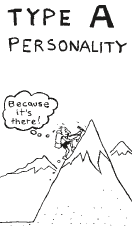 TYPE A
PERSONALITY
Because
it's
there!